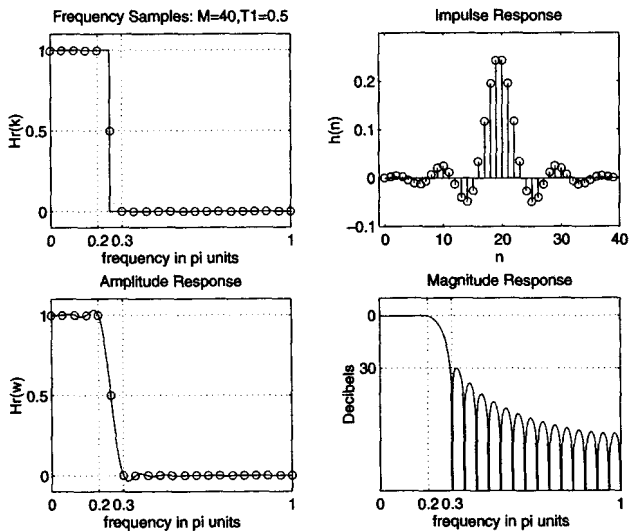 Frequency Samples: M=40,T1=0.5
Hr(k)
1
0.5
0
0
0.2
0.3
1
frequency in pi units
Impulse Response
h(n)
0.2
0.1
0
−0.1
0
10
20
30
40
n
Amplitude Response
Hr(w)
1
0.5
0
0
0.2
0.3
1
frequency in pi units
Magnitude Response
Decibels
0
30
0
0.2
0.3
1
frequency in pi units